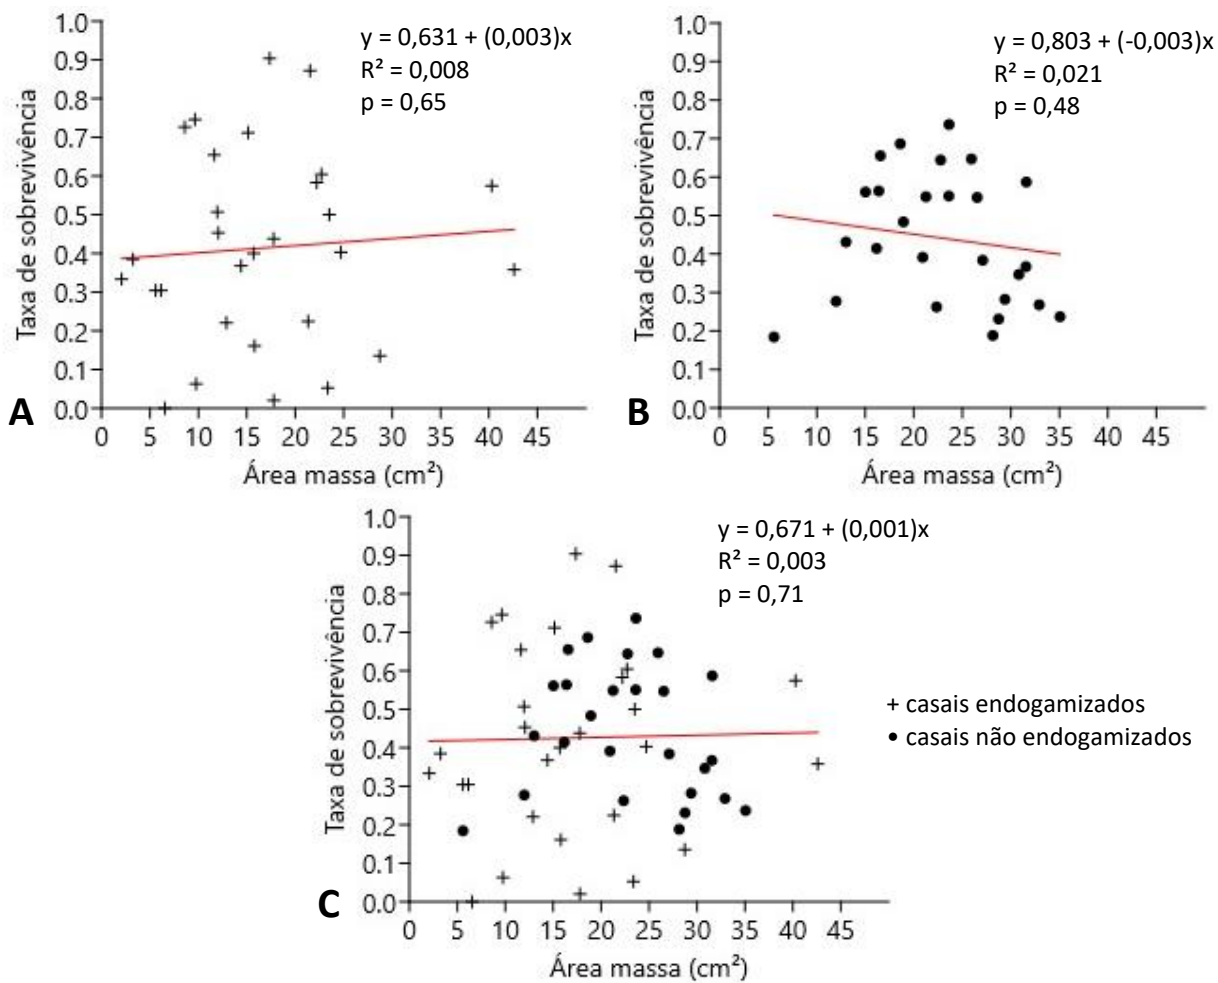 y = 0,631 + (0,003)x
R² = 0,008
p = 0,65
Taxa de sobrevivência
1.0
0.9
0.8
0.7
0.6
0.5
0.4
0.3
0.2
0.1
0.0
A
0 5 10 15 20 25 30 35 40 45
Área massa (cm²)
y = 0,803 + (-0,003)x
R² = 0,021
p = 0,48
Taxa de sobrevivência
1.0
0.9
0.8
0.7
0.6
0.5
0.4
0.3
0.2
0.1
0.0
B
0 5 10 15 20 25 30 35 40 45
Área massa (cm²)
y = 0,671 + (0,001)x
R² = 0,003
p = 0,71
Taxa de sobrevivência
1.0
0.9
0.8
0.7
0.6
0.5
0.4
0.3
0.2
0.1
0.0
C
0 5 10 15 20 25 30 35 40 45
Área massa (cm²)
+ casais endogamizados
• casais não endogamizados